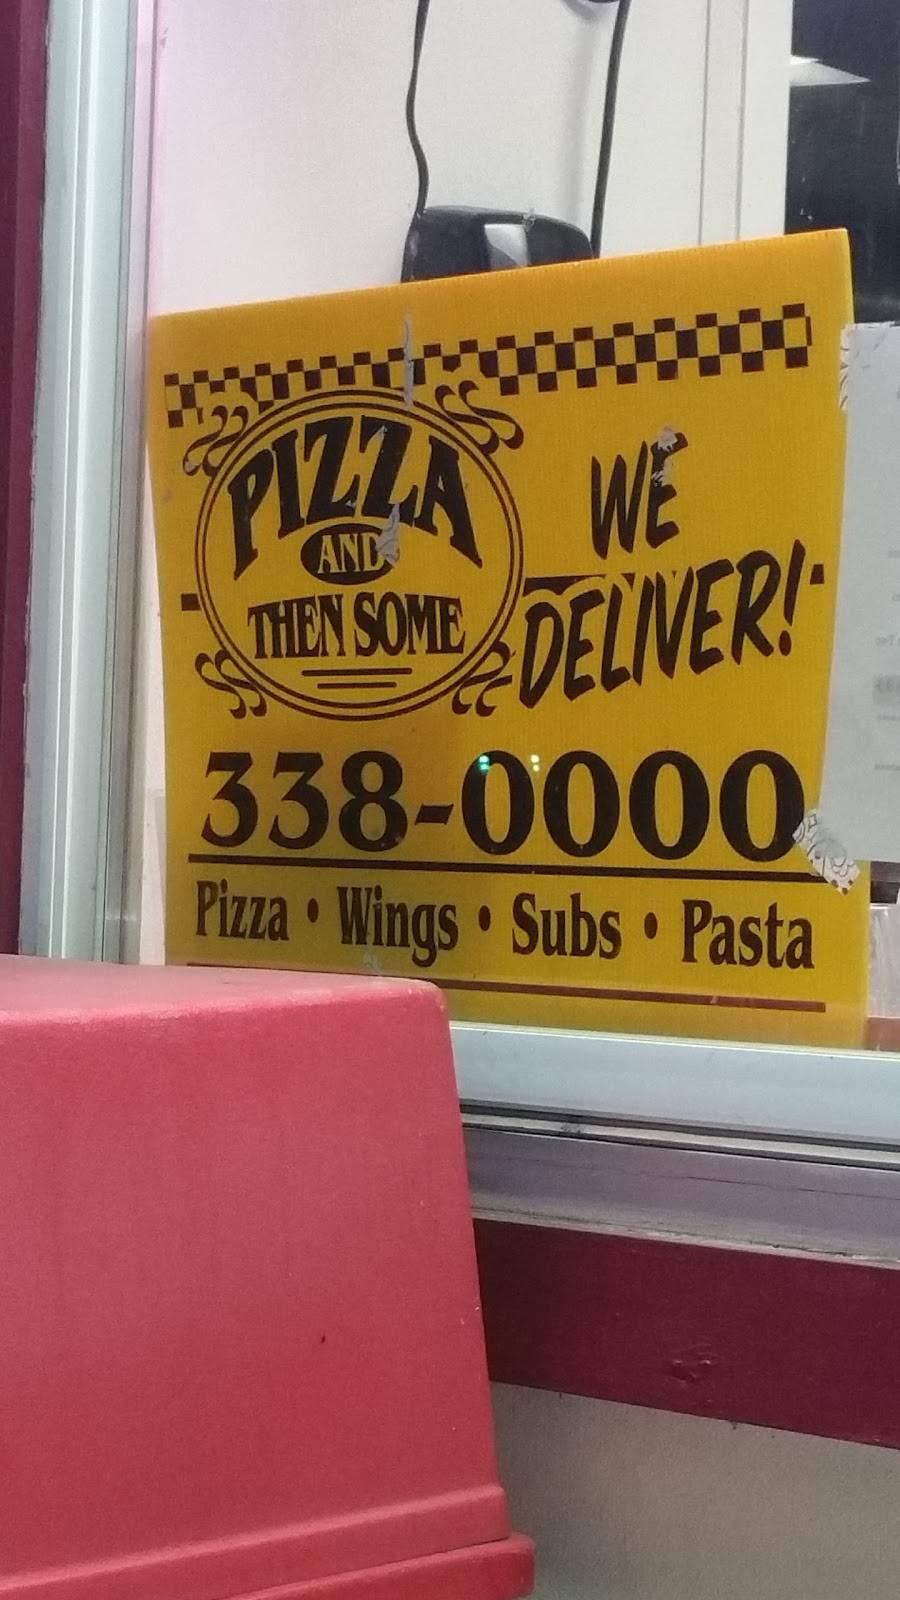 PIZZA
AND
THEN SOME
WE
DELIVER!
338-0000
Pizza • Wings • Subs • Pasta